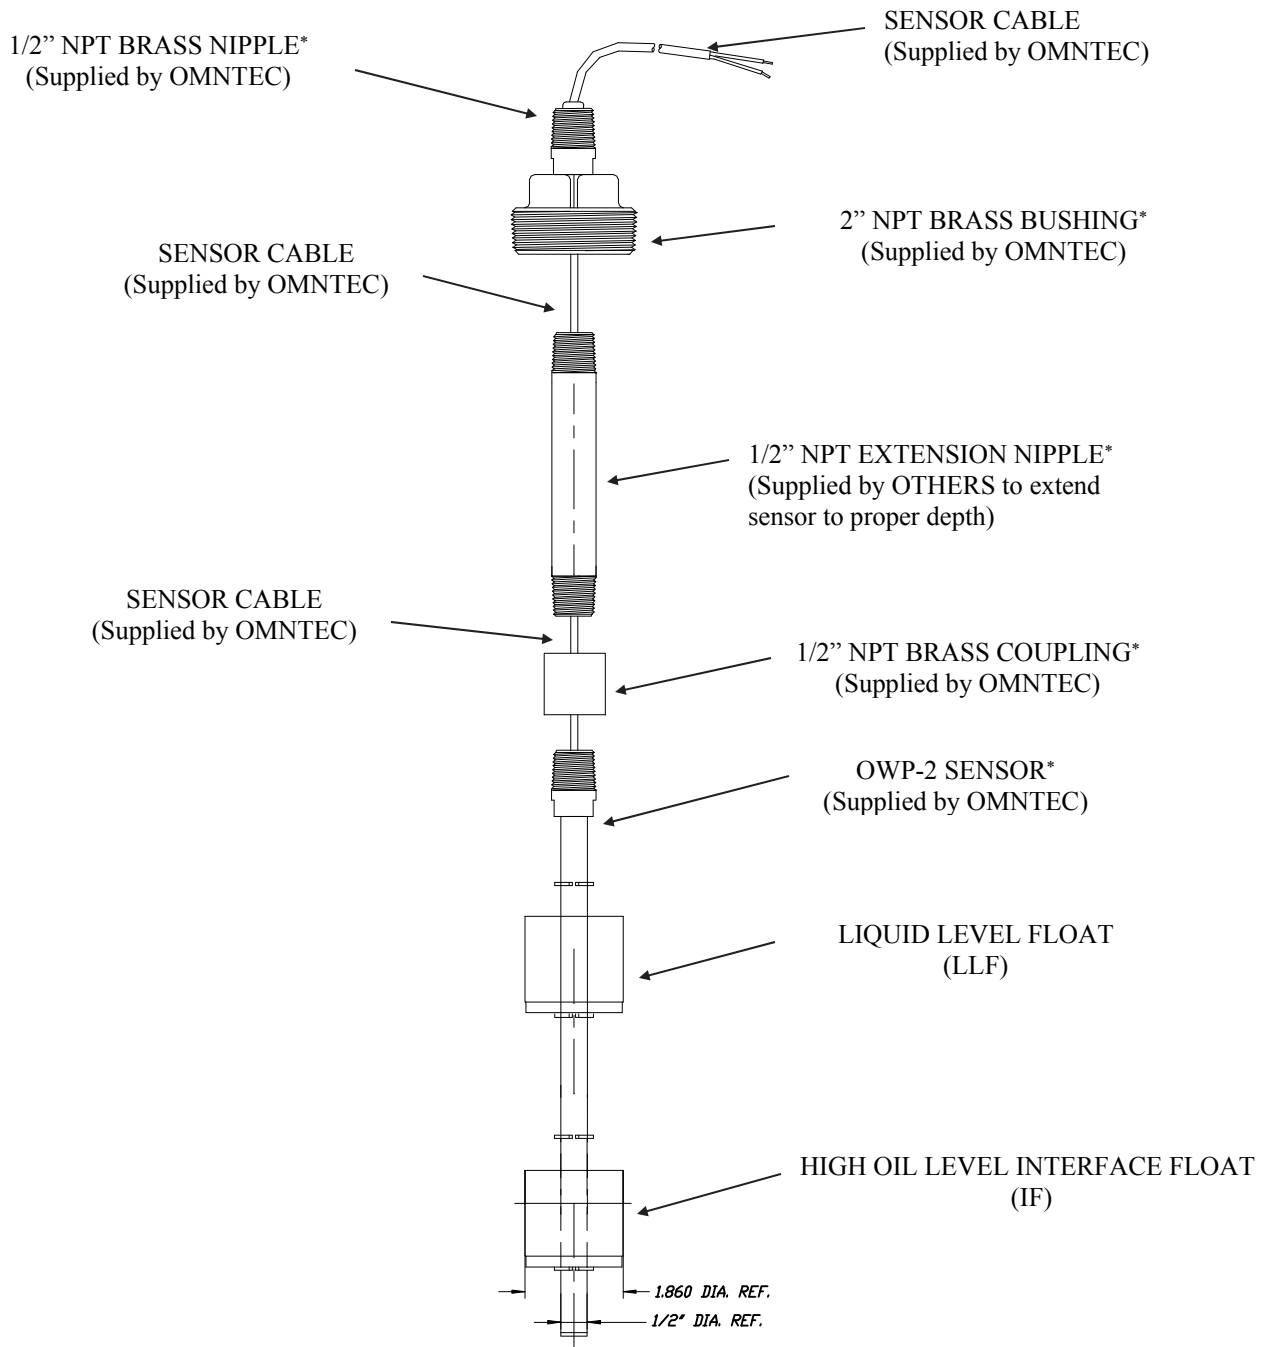 SENSOR CABLE
(Supplied by OMNTEC)
1/2” NPT BRASS NIPPLE*
(Supplied by OMNTEC)
2” NPT BRASS BUSHING*
(Supplied by OMNTEC)
SENSOR CABLE
(Supplied by OMNTEC)
1/2” NPT EXTENSION NIPPLE*
(Supplied by OTHERS to extend
sensor to proper depth)
SENSOR CABLE
(Supplied by OMNTEC)
1/2” NPT BRASS COUPLING*
(Supplied by OMNTEC)
OWP-2 SENSOR*
(Supplied by OMNTEC)
LIQUID LEVEL FLOAT
(LLF)
HIGH OIL LEVEL INTERFACE FLOAT
(IF)
1.860 DIA. REF.
1/2" DIA. REF.